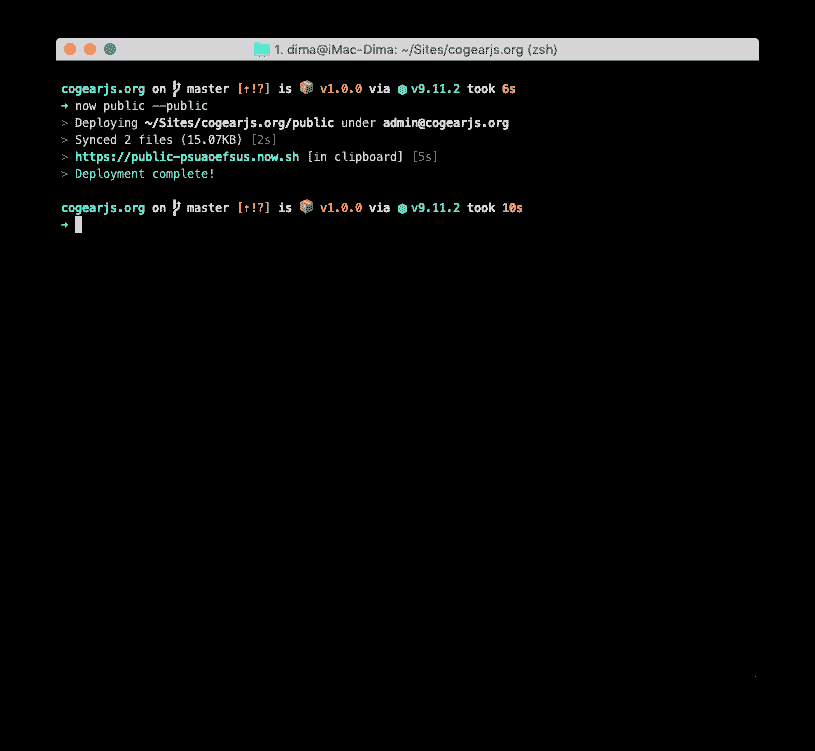 1. dima@iMac-Dima: ~/Sites/cogearjs.org (zsh)
cogearjs.org on master [↑!?] is 📦 v1.0.0 via ⬢ v9.11.2 took 6s
➜ now public --public
> Deploying ~/Sites/cogearjs.org/public under admin@cogearjs.org
> Synced 2 files (15.07KB) [2s]
> https://public-psuaoefsus.now.sh [in clipboard] [5s]
> Deployment complete!
cogearjs.org on master [↑!?] is 📦 v1.0.0 via ⬢ v9.11.2 took 10s
➜